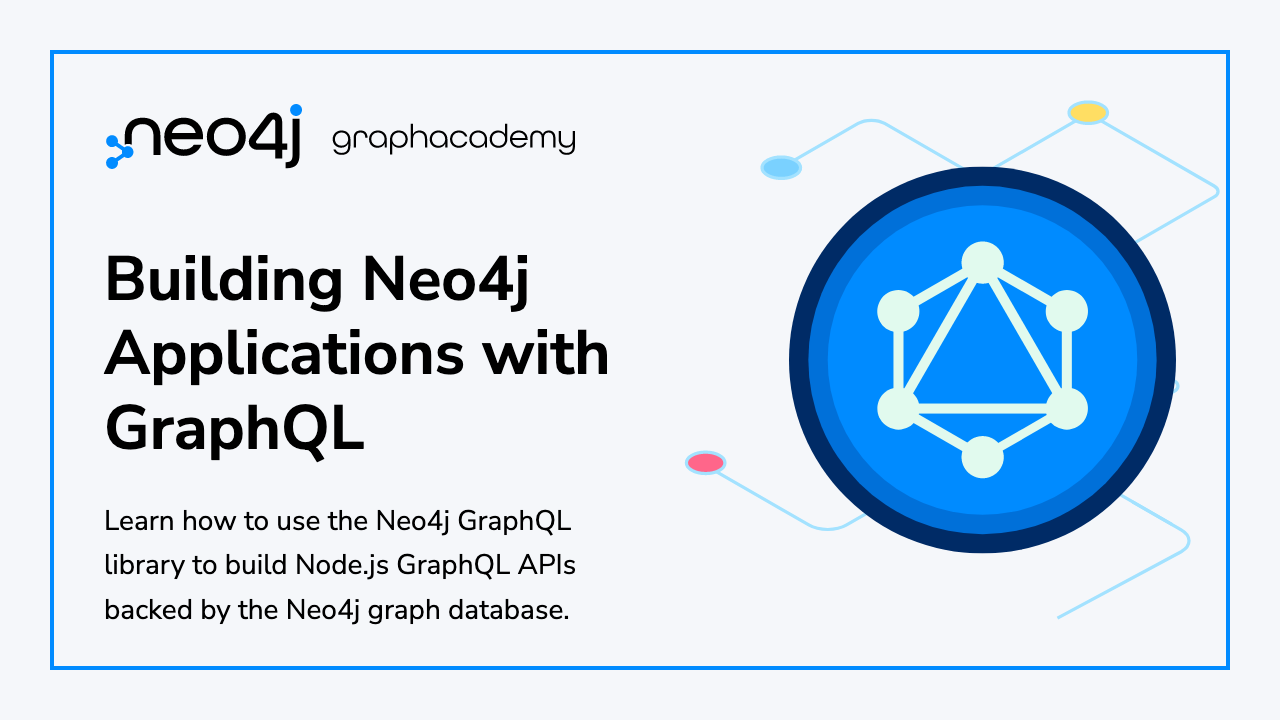 neo4j graphacademy
Building Neo4j
Applications with
GraphQL
Learn how to use the Neo4j GraphQL
library to build Node.js GraphQL APIs
backed by the Neo4j graph database.